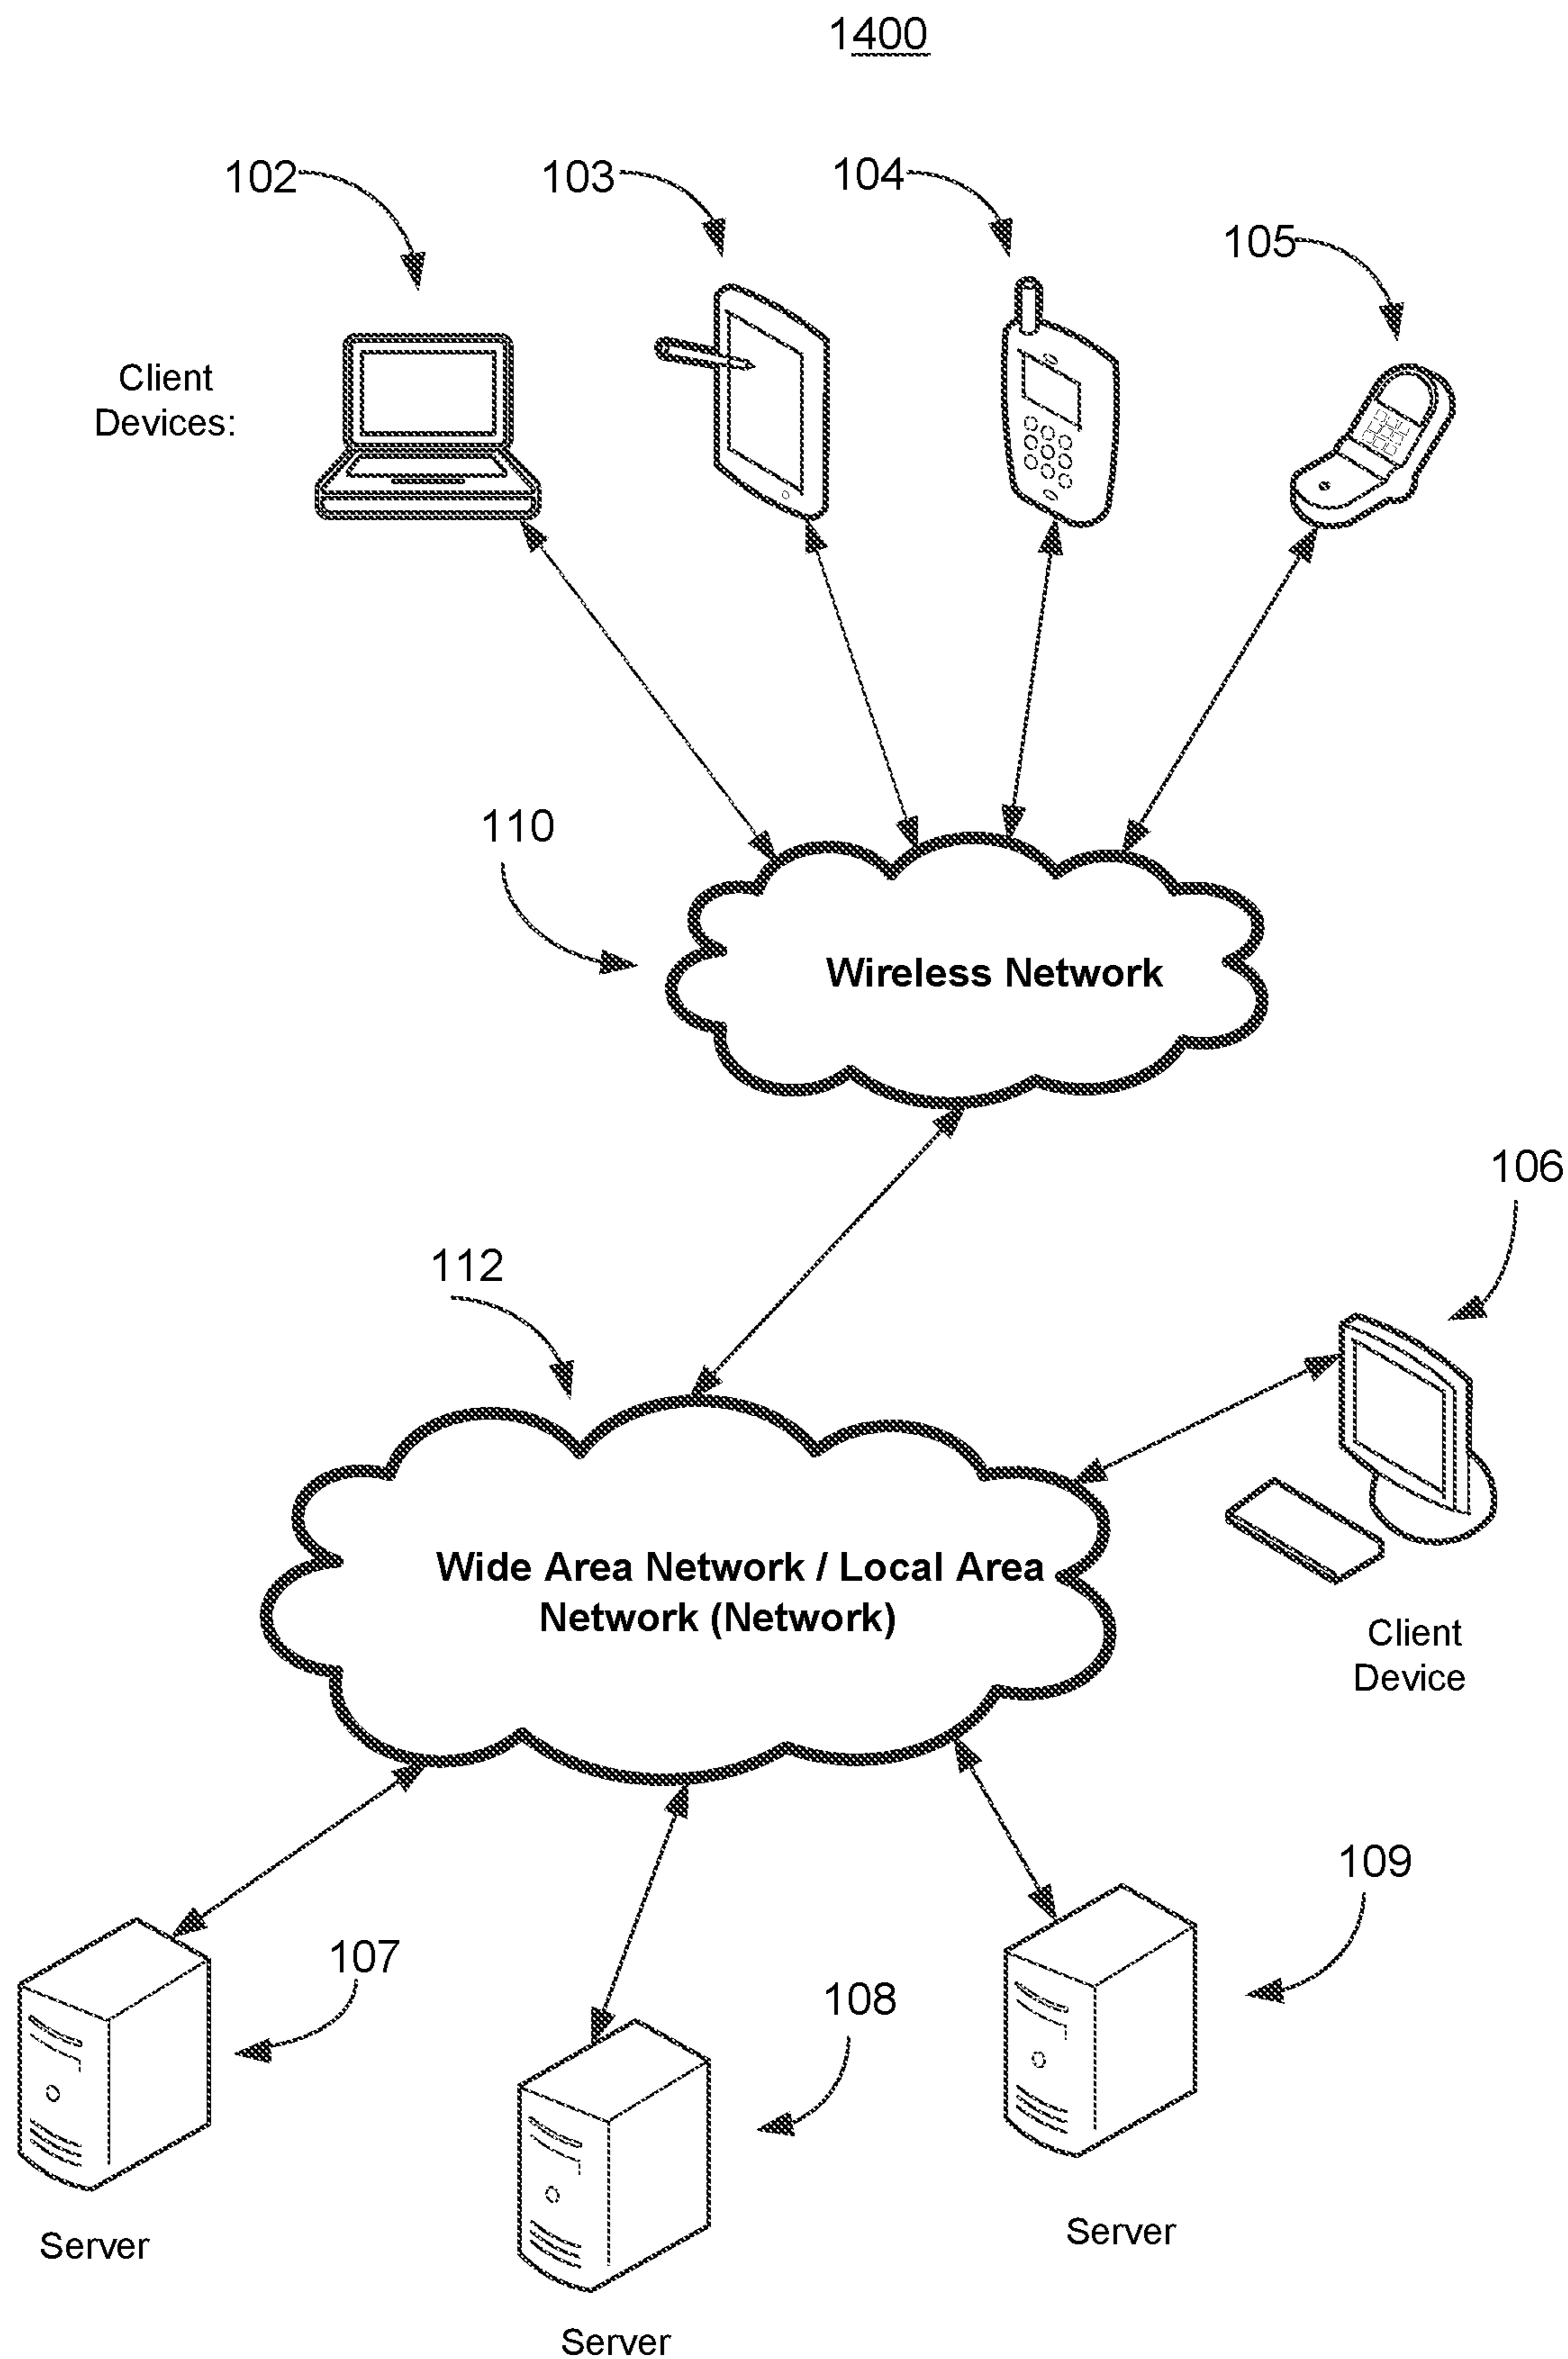 1400
102
103
104
105
Client
Devices:
110
Wireless Network
106
112
Wide Area Network / Local Area
Network (Network)
Client
Device
109
107
108
Server
Server
Server